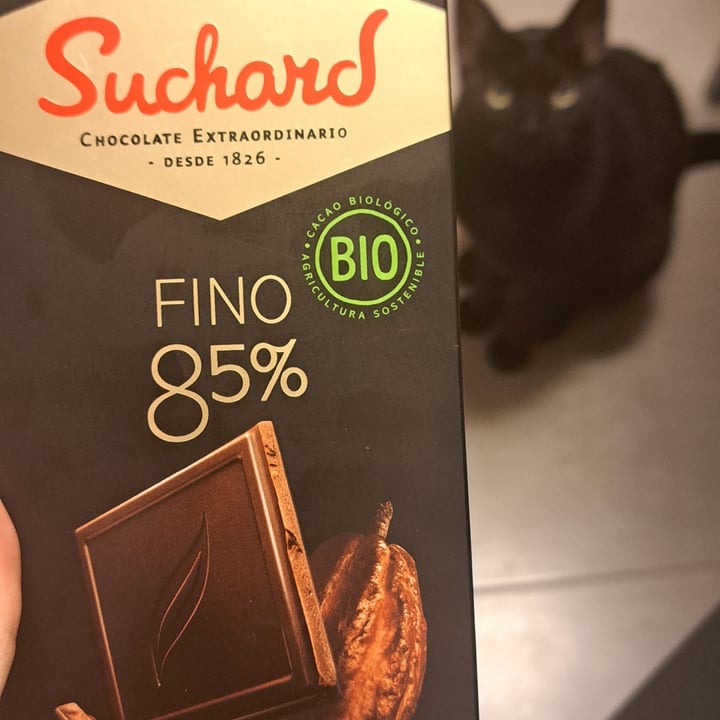 Suchard
CHOCOLATE EXTRAORDINARIO
- DESDE 1826 -
• CACAO BIOLÓGICO •
BIO
AGRICULTURA SOSTENIBLE
FINO
85%